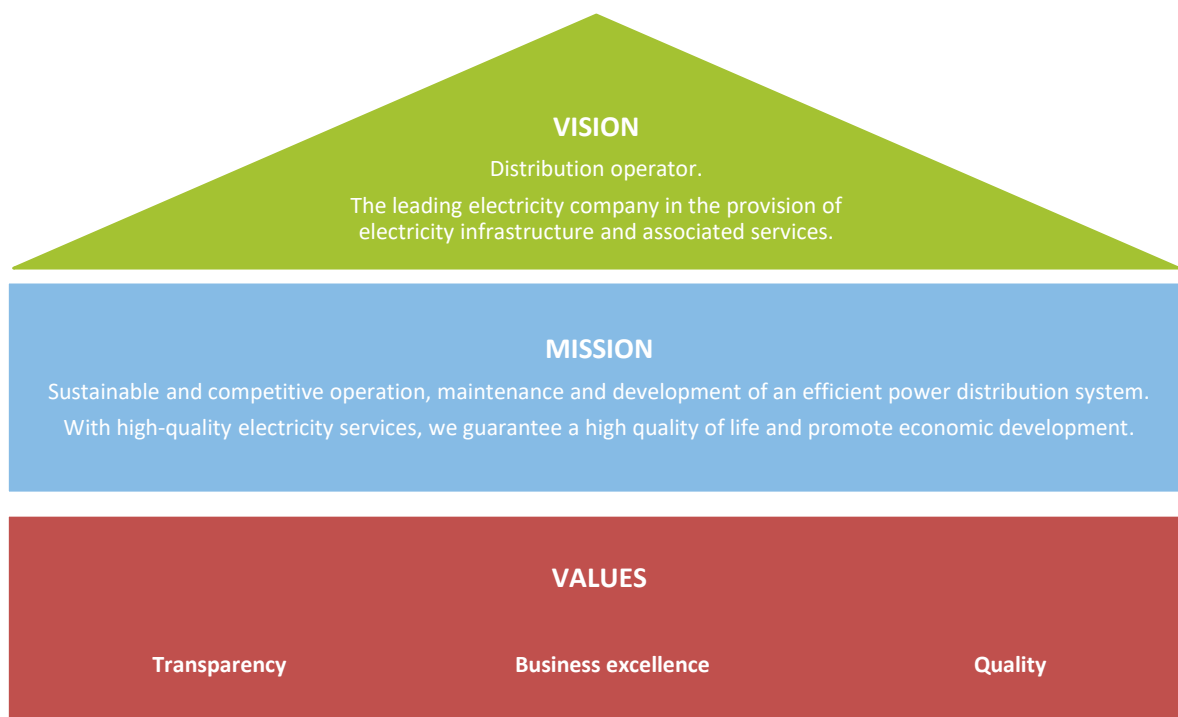 VISION
Distribution operator.
The leading electricity company in the provision of
electricity infrastructure and associated services.
MISSION
Sustainable and competitive operation, maintenance and development of an efficient power distribution system.
With high-quality electricity services, we guarantee a high quality of life and promote economic development.
VALUES
Transparency Business excellence Quality